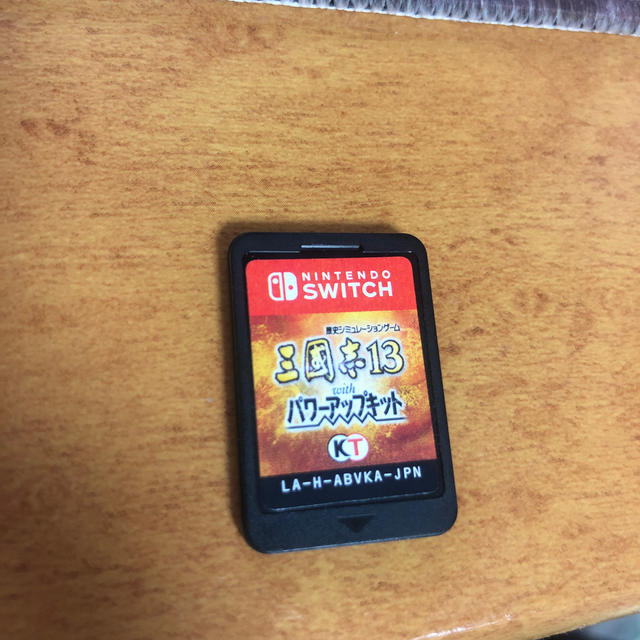 NINTENDO
SWITCH
歴史シミュレーションゲーム
三國志13
with
パワーアップキット
KT
LA-H-ABVKA-JPN